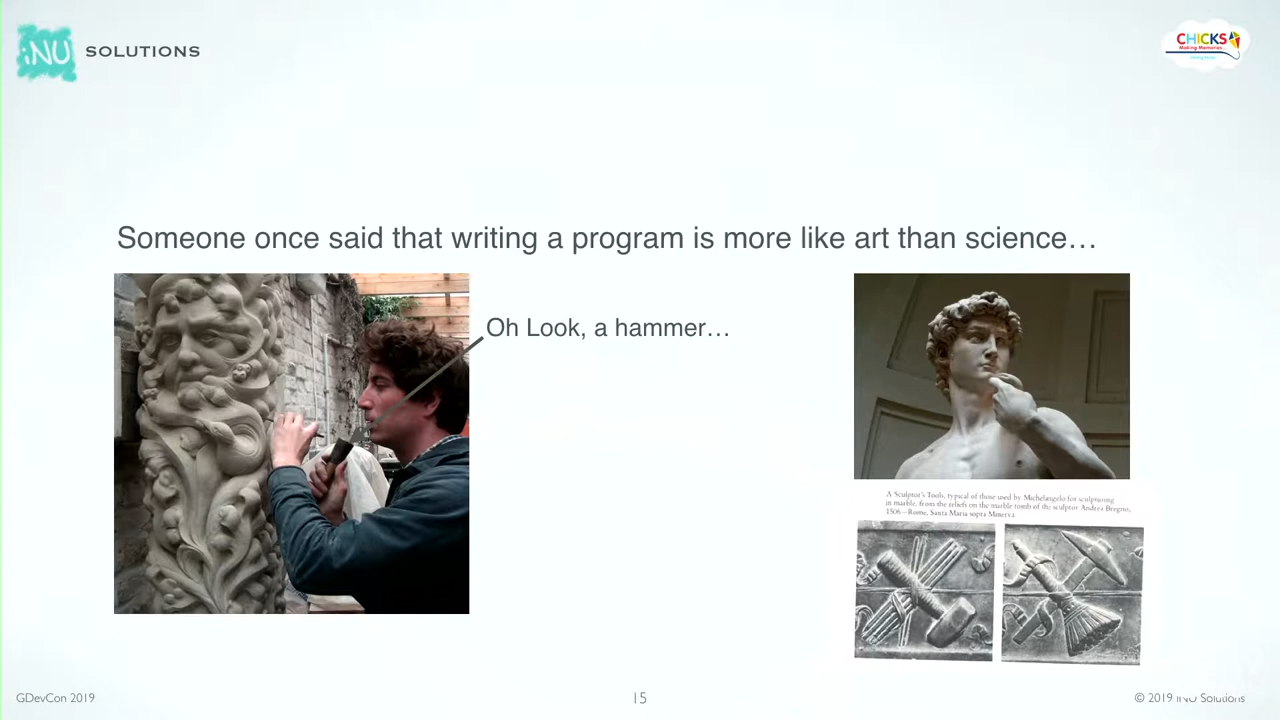 iNU SOLUTIONS
CHICKS
Making Memories...
Someone once said that writing a program is more like art than science…
Oh Look, a hammer…
A Sculptor's Tools, typical of those used by Michelangelo for sculpturing
in marble, from the reliefs on the marble tomb of the sculptor Andrea Bregno,
1506—Rome, Santa Maria sopra Minerva.
GDevCon 2019
15
© 2019 iNU Solutions